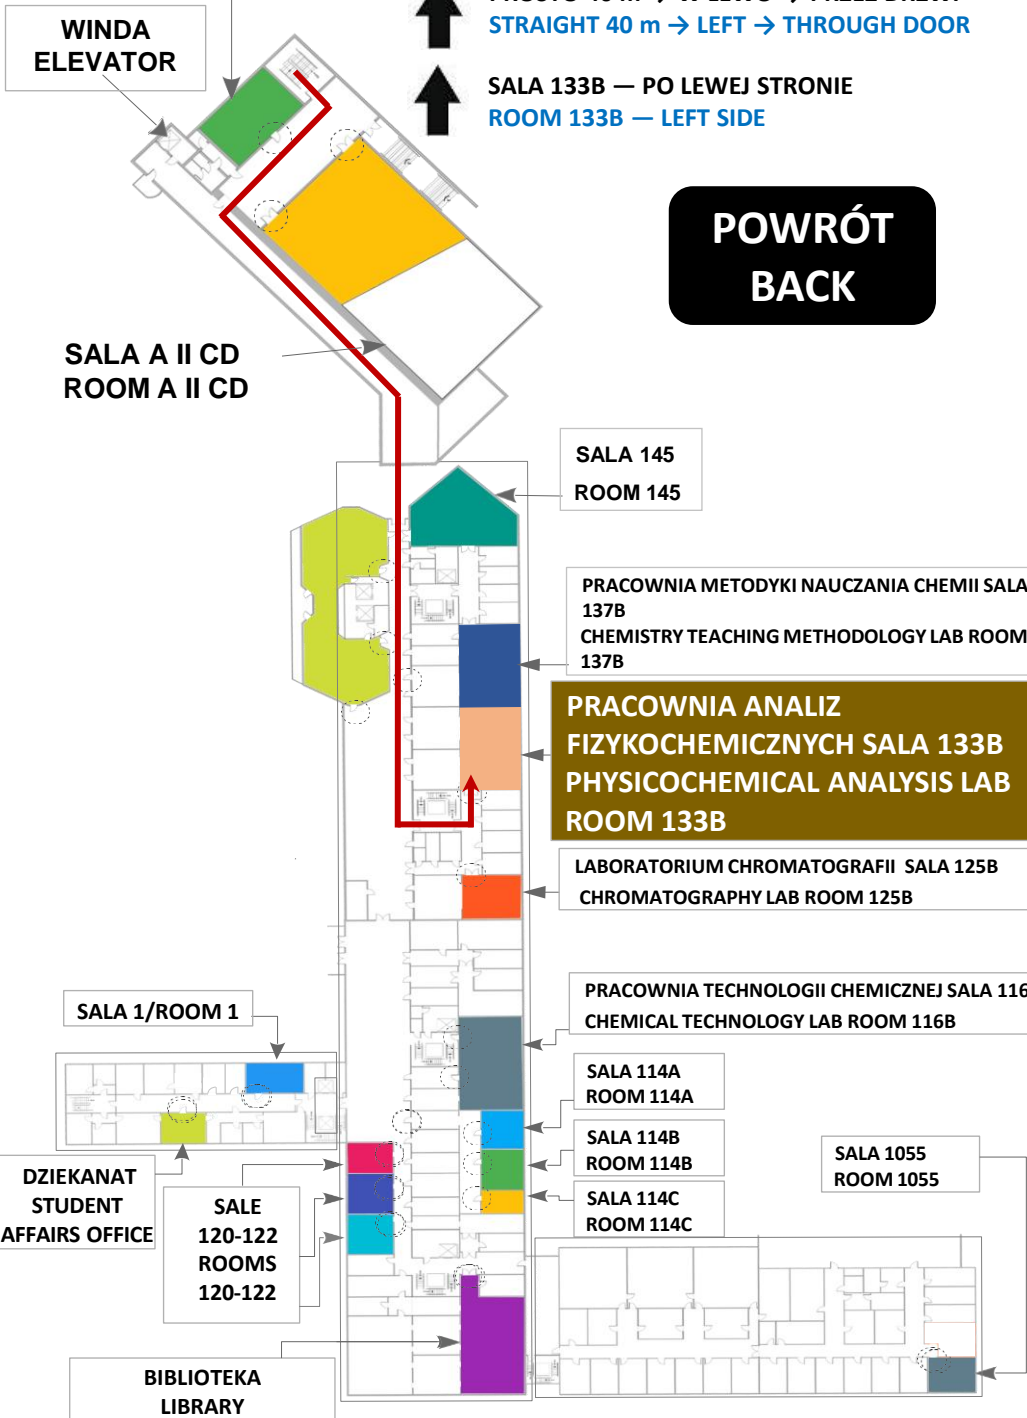 STRAIGHT 40 m → LEFT → THROUGH DOOR
SALA 133B — PO LEWEJ STRONIE
ROOM 133B — LEFT SIDE
WINDA
ELEVATOR
POWRÓT
BACK
SALA A II CD
ROOM A II CD
SALA 145
ROOM 145
PRACOWNIA METODYKI NAUCZANIA CHEMII SALA
137B
CHEMISTRY TEACHING METHODOLOGY LAB ROOM
137B
PRACOWNIA ANALIZ
FIZYKOCHEMICZNYCH SALA 133B
PHYSICOCHEMICAL ANALYSIS LAB
ROOM 133B
LABORATORIUM CHROMATOGRAFII SALA 125B
CHROMATOGRAPHY LAB ROOM 125B
PRACOWNIA TECHNOLOGII CHEMICZNEJ SALA 116
CHEMICAL TECHNOLOGY LAB ROOM 116B
SALA 1/ROOM 1
SALA 114A
ROOM 114A
SALA 114B
ROOM 114B
SALA 114C
ROOM 114C
SALA 1055
ROOM 1055
DZIEKANAT
STUDENT
AFFAIRS OFFICE
SALE
120-122
ROOMS
120-122
BIBLIOTEKA
LIBRARY